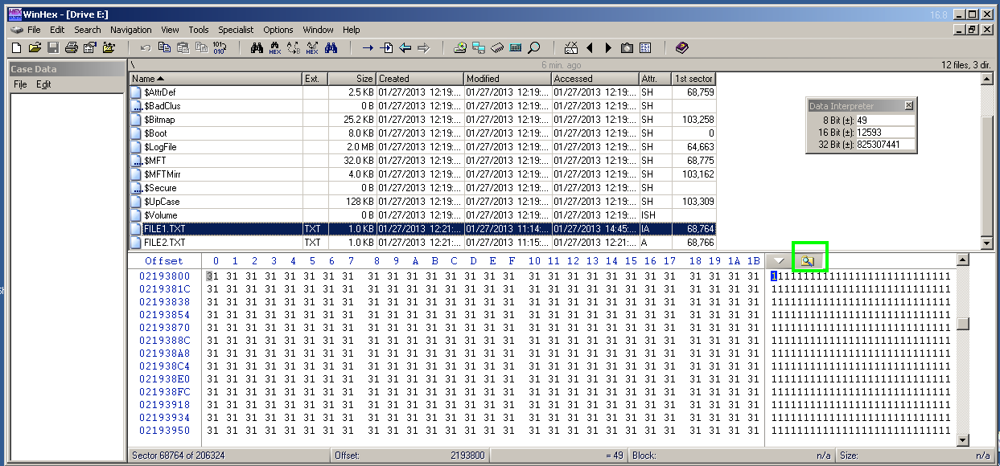 WinHex - [Drive E:] 16.8
File Edit Search Navigation View Tools Specialist Options Window Help
Case Data
File Edit
\ 6 min. ago 12 files, 3 dir.
Name Ext. Size Created Modified Accessed Attr. 1st sector
$AttrDef 2.5 KB 01/27/2013 12:19:... 01/27/2013 12:19:... 01/27/2013 12:19:... SH 68,759
$BadClus 0 B 01/27/2013 12:19:... 01/27/2013 12:19:... 01/27/2013 12:19:... SH
$Bitmap 25.2 KB 01/27/2013 12:19:... 01/27/2013 12:19:... 01/27/2013 12:19:... SH 103,258
$Boot 8.0 KB 01/27/2013 12:19:... 01/27/2013 12:19:... 01/27/2013 12:19:... SH 0
$LogFile 2.0 MB 01/27/2013 12:19:... 01/27/2013 12:19:... 01/27/2013 12:19:... SH 64,663
$MFT 32.0 KB 01/27/2013 12:19:... 01/27/2013 12:19:... 01/27/2013 12:19:... SH 68,775
$MFTMirr 4.0 KB 01/27/2013 12:19:... 01/27/2013 12:19:... 01/27/2013 12:19:... SH 103,162
$Secure 0 B 01/27/2013 12:19:... 01/27/2013 12:19:... 01/27/2013 12:19:... SH
$UpCase 128 KB 01/27/2013 12:19:... 01/27/2013 12:19:... 01/27/2013 12:19:... SH 103,309
$Volume 0 B 01/27/2013 12:19:... 01/27/2013 12:19:... 01/27/2013 12:19:... ISH
FILE1.TXT TXT 1.0 KB 01/27/2013 12:21:... 01/27/2013 11:14:... 01/27/2013 14:45:... IA 68,764
FILE2.TXT TXT 1.0 KB 01/27/2013 12:21:... 01/27/2013 11:15:... 01/27/2013 12:21:... A 68,766
Data Interpreter
8 Bit (±): 49
16 Bit (±): 12593
32 Bit (±): 825307441
Offset 0 1 2 3 4 5 6 7 8 9 A B C D E F 10 11 12 13 14 15 16 17 18 19 1A 1B
02193800 31 31 31 31 31 31 31 31 31 31 31 31 31 31 31 31 31 31 31 31 31 31 31 31 31 31 31 31 1111111111111111111111111111
0219381C 31 31 31 31 31 31 31 31 31 31 31 31 31 31 31 31 31 31 31 31 31 31 31 31 31 31 31 31 1111111111111111111111111111
02193838 31 31 31 31 31 31 31 31 31 31 31 31 31 31 31 31 31 31 31 31 31 31 31 31 31 31 31 31 1111111111111111111111111111
02193854 31 31 31 31 31 31 31 31 31 31 31 31 31 31 31 31 31 31 31 31 31 31 31 31 31 31 31 31 1111111111111111111111111111
02193870 31 31 31 31 31 31 31 31 31 31 31 31 31 31 31 31 31 31 31 31 31 31 31 31 31 31 31 31 1111111111111111111111111111
0219388C 31 31 31 31 31 31 31 31 31 31 31 31 31 31 31 31 31 31 31 31 31 31 31 31 31 31 31 31 1111111111111111111111111111
021938A8 31 31 31 31 31 31 31 31 31 31 31 31 31 31 31 31 31 31 31 31 31 31 31 31 31 31 31 31 1111111111111111111111111111
021938C4 31 31 31 31 31 31 31 31 31 31 31 31 31 31 31 31 31 31 31 31 31 31 31 31 31 31 31 31 1111111111111111111111111111
021938E0 31 31 31 31 31 31 31 31 31 31 31 31 31 31 31 31 31 31 31 31 31 31 31 31 31 31 31 31 1111111111111111111111111111
021938FC 31 31 31 31 31 31 31 31 31 31 31 31 31 31 31 31 31 31 31 31 31 31 31 31 31 31 31 31 1111111111111111111111111111
02193918 31 31 31 31 31 31 31 31 31 31 31 31 31 31 31 31 31 31 31 31 31 31 31 31 31 31 31 31 1111111111111111111111111111
02193934 31 31 31 31 31 31 31 31 31 31 31 31 31 31 31 31 31 31 31 31 31 31 31 31 31 31 31 31 1111111111111111111111111111
02193950 31 31 31 31 31 31 31 31 31 31 31 31 31 31 31 31 31 31 31 31 31 31 31 31 31 31 31 31 1111111111111111111111111111
Sector 68764 of 206324 Offset: 2193800 = 49 Block: n/a Size: n/a